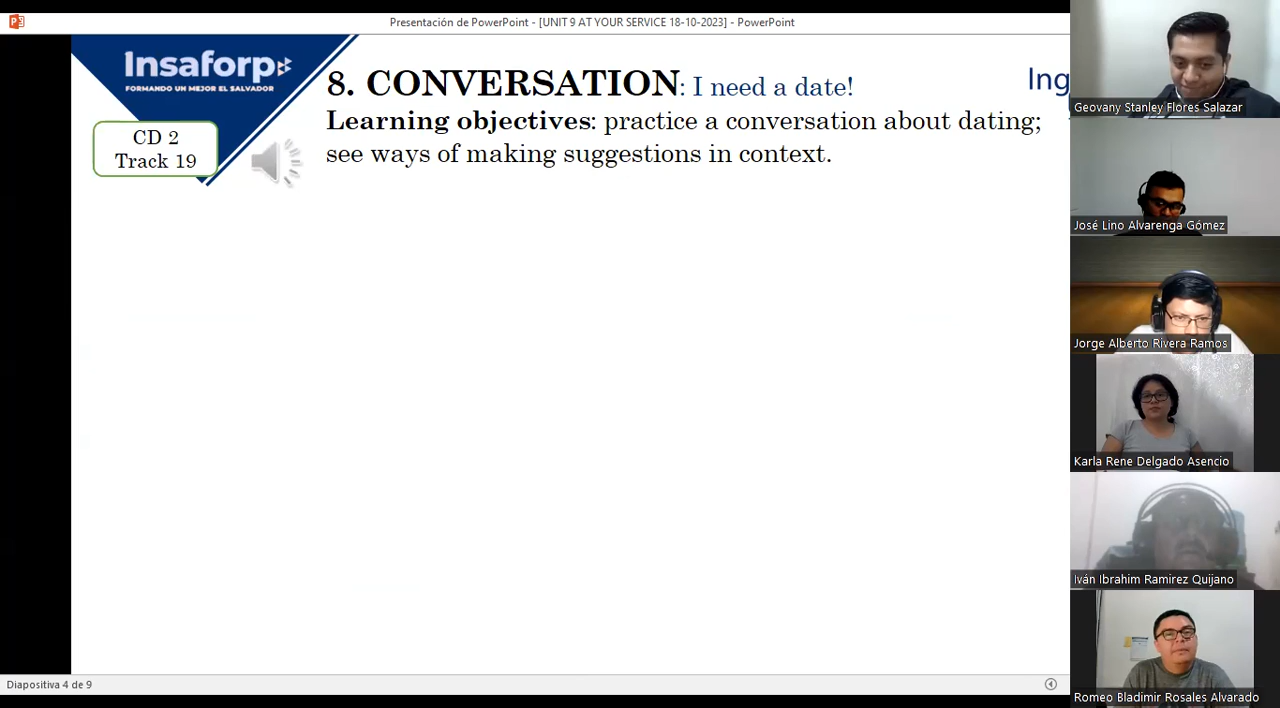 Presentación de PowerPoint - [UNIT 9 AT YOUR SERVICE 18-10-2023] - PowerPoint
Insaforp
FORMANDO UN MEJOR EL SALVADOR
CD 2
Track 19
8. CONVERSATION: I need a date!
Ing
Learning objectives: practice a conversation about dating;
see ways of making suggestions in context.
Geovany Stanley Flores Salazar
José Lino Alvarenga Gómez
Jorge Alberto Rivera Ramos
Karla Rene Delgado Asencio
Iván Ibrahim Ramirez Quijano
Romeo Bladimir Rosales Alvarado
Diapositiva 4 de 9